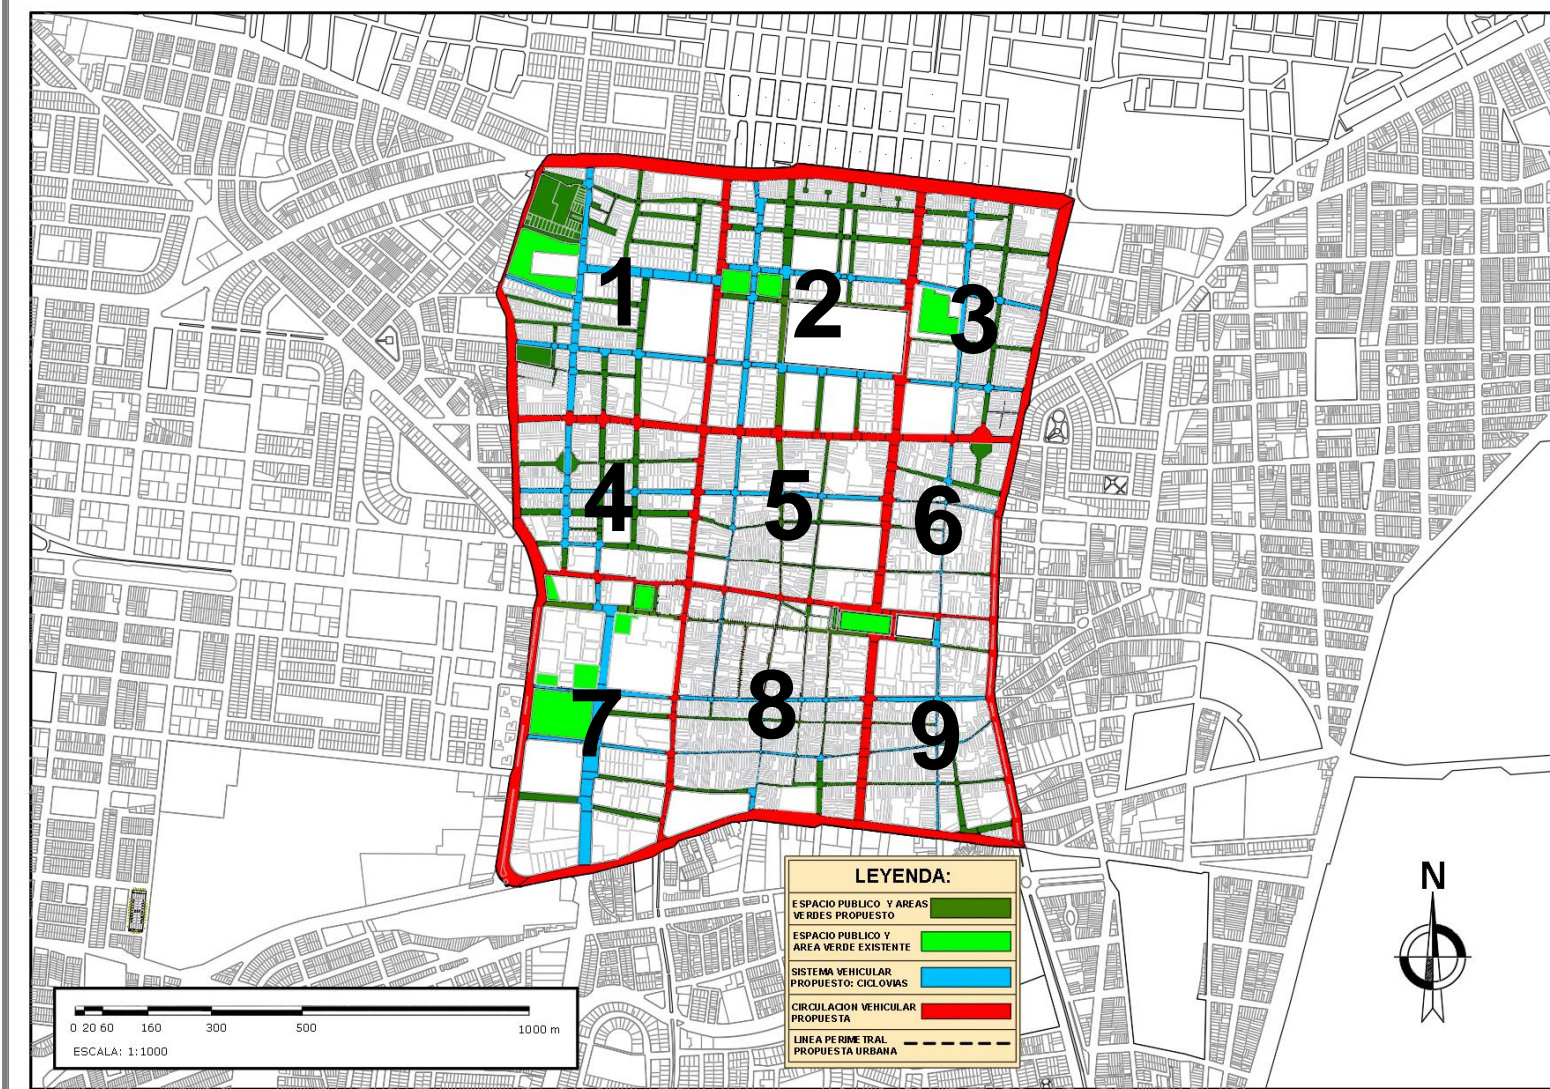 1
2
3
4
5
6
7
8
9
LEYENDA:
ESPACIO PUBLICO Y AREAS
VERDES PROPUESTO
ESPACIO PUBLICO Y
AREA VERDE EXISTENTE
SISTEMA VEHICULAR
PROPUESTO: CICLOVIAS
CIRCULACION VEHICULAR
PROPUESTA
LINEA PERIMETRAL
PROPUESTA URBANA
N
0 20 60 160 300 500 1000 m
ESCALA: 1:1000